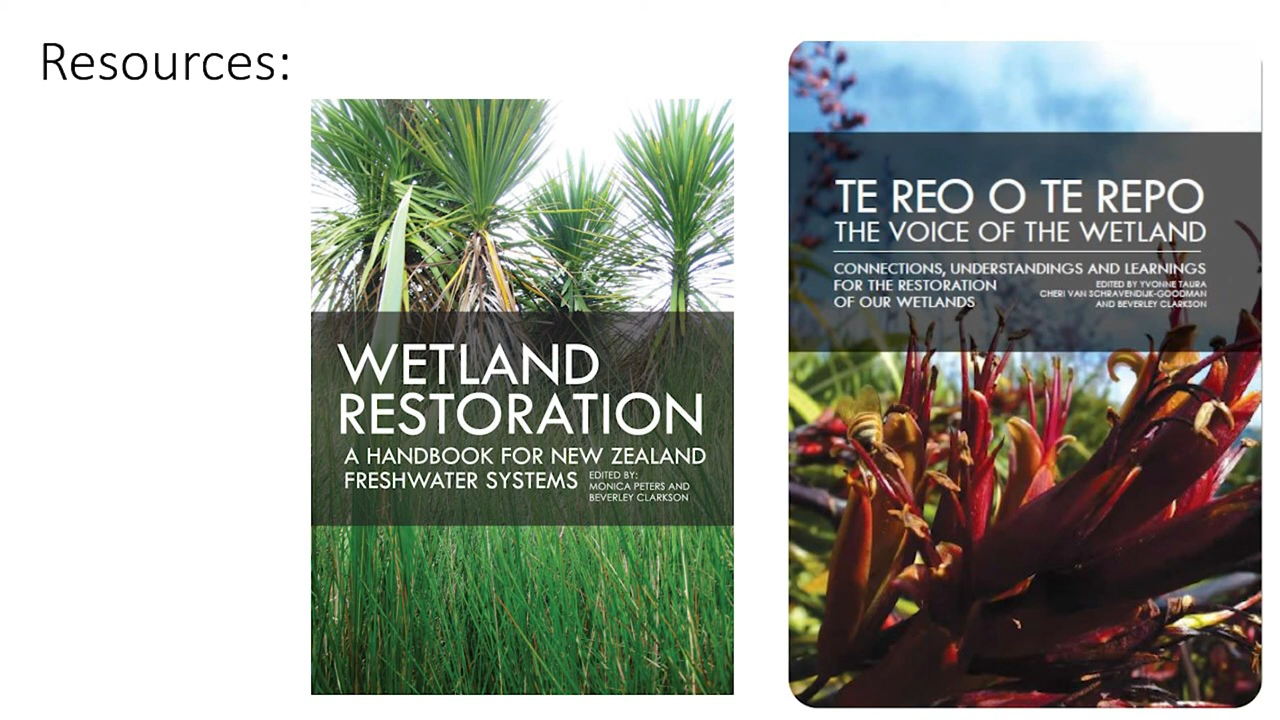 Resources:
WETLAND
RESTORATION
A HANDBOOK FOR NEW ZEALAND
FRESHWATER SYSTEMS
EDITED BY:
MONICA PETERS AND
BEVERLEY CLARKSON
TE REO O TE REPO
THE VOICE OF THE WETLAND
CONNECTIONS, UNDERSTANDINGS AND LEARNINGS
FOR THE RESTORATION
OF OUR WETLANDS
EDITED BY YVONNE TAURA
CHERI VAN SCHRAVENDIJK-GOODMAN
AND BEVERLEY CLARKSON